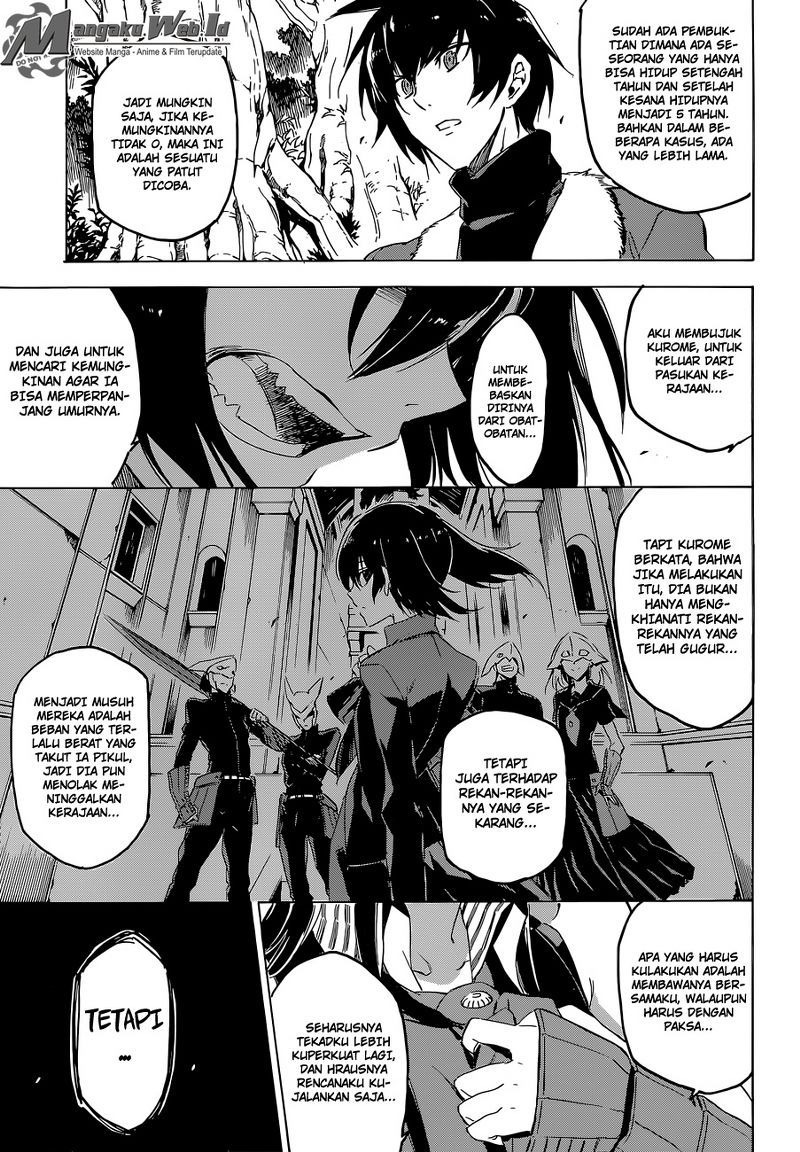 Mangaku Web Id
Website Manga - Anime & Film Terupdate
DO NOT
SUDAH ADA PEMBUK-
TIAN DIMANA ADA SE-
SEORANG YANG HANYA
BISA HIDUP SETENGAH
TAHUN DAN SETELAH
KESANA HIDUPNYA
MENJADI 5 TAHUN.
BAHKAN DALAM BE-
BERAPA KASUS, ADA
YANG LEBIH LAMA.
JADI MUNGKIN
SAJA, JIKA KE-
MUNGKINANNYA
TIDAK 0, MAKA INI
ADALAH SESUATU
YANG PATUT
DICOBA.
AKU MEMBUJUK
KUROME, UNTUK
KELUAR DARI
PASUKAN KE-
RAJAAN...
UNTUK
MEMBE-
BASKAN
DIRINYA
DARI OBAT-
OBATAN...
DAN JUGA UNTUK
MENCARI KEMUNG-
KINAN AGAR IA
BISA MEMPERPAN-
JANG UMURNYA.
TAPI KUROME
BERKATA, BAHWA
JIKA MELAKUKAN
ITU, DIA BUKAN
HANYA MENG-
KHIANATI REKAN-
REKANNYA YANG
TELAH GUGUR...
TETAPI
JUGA TERHADAP
REKAN-REKAN-
NYA YANG SE-
KARANG...
MENJADI MUSUH
MEREKA ADALAH
BEBAN YANG TER-
LALU BERAT YANG
TAKUT IA PIKUL,
JADI DIA PUN
MENOLAK ME-
NINGGALKAN
KERAJAAN...
APA YANG HARUS
KULAKUKAN ADALAH
MEMBAWANYA BER-
SAMAKU, WALAUPUN
HARUS DENGAN
PAKSA...
SEHARUSNYA
TEKADKU LEBIH
KUPERKUAT LAGI,
DAN HRAUSNYA
RENCANAKU KU-
JALANKAN SAJA...
TETAPI
...